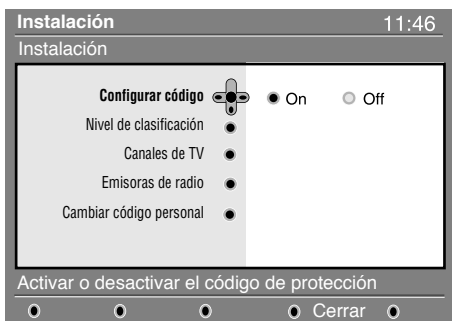 Instalación 11:46
Instalación
Configurar código On Off
Nivel de clasificación
Canales de TV
Emisoras de radio
Cambiar código personal
Activar o desactivar el código de protección
Cerrar